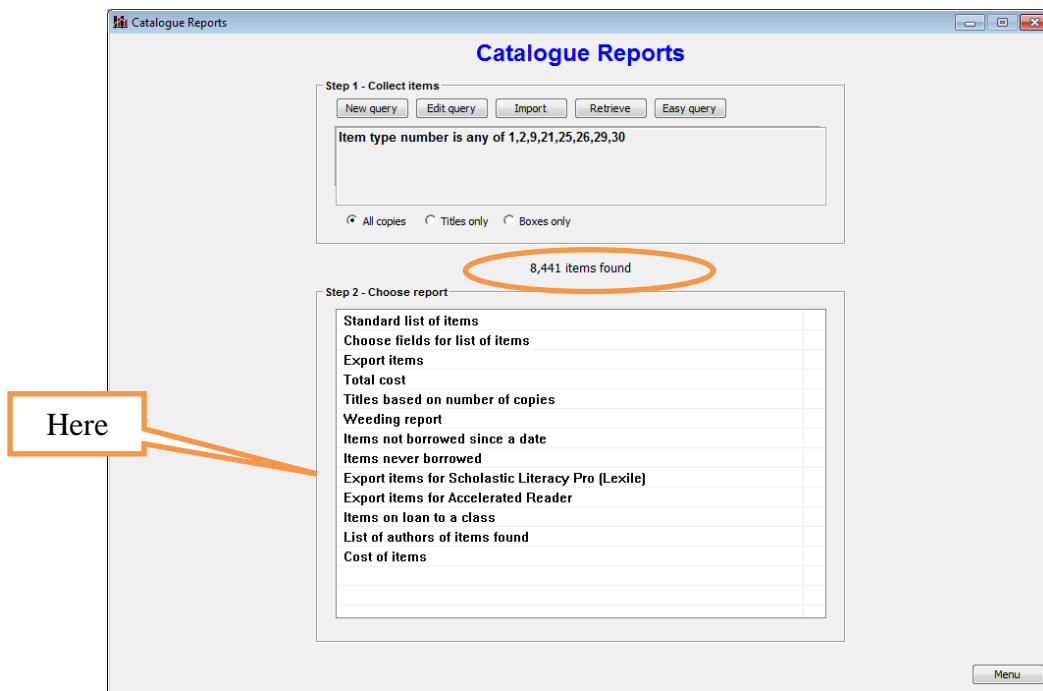 Catalogue Reports
Catalogue Reports
Step 1 - Collect items
New query Edit query Import Retrieve Easy query
Item type number is any of 1,2,9,21,25,26,29,30
All copies Titles only Boxes only
8,441 items found
Step 2 - Choose report
Standard list of items
Choose fields for list of items
Export items
Total cost
Titles based on number of copies
Weeding report
Here
Items not borrowed since a date
Items never borrowed
Export items for Scholastic Literacy Pro (Lexile)
Export items for Accelerated Reader
Items on loan to a class
List of authors of items found
Cost of items
Menu